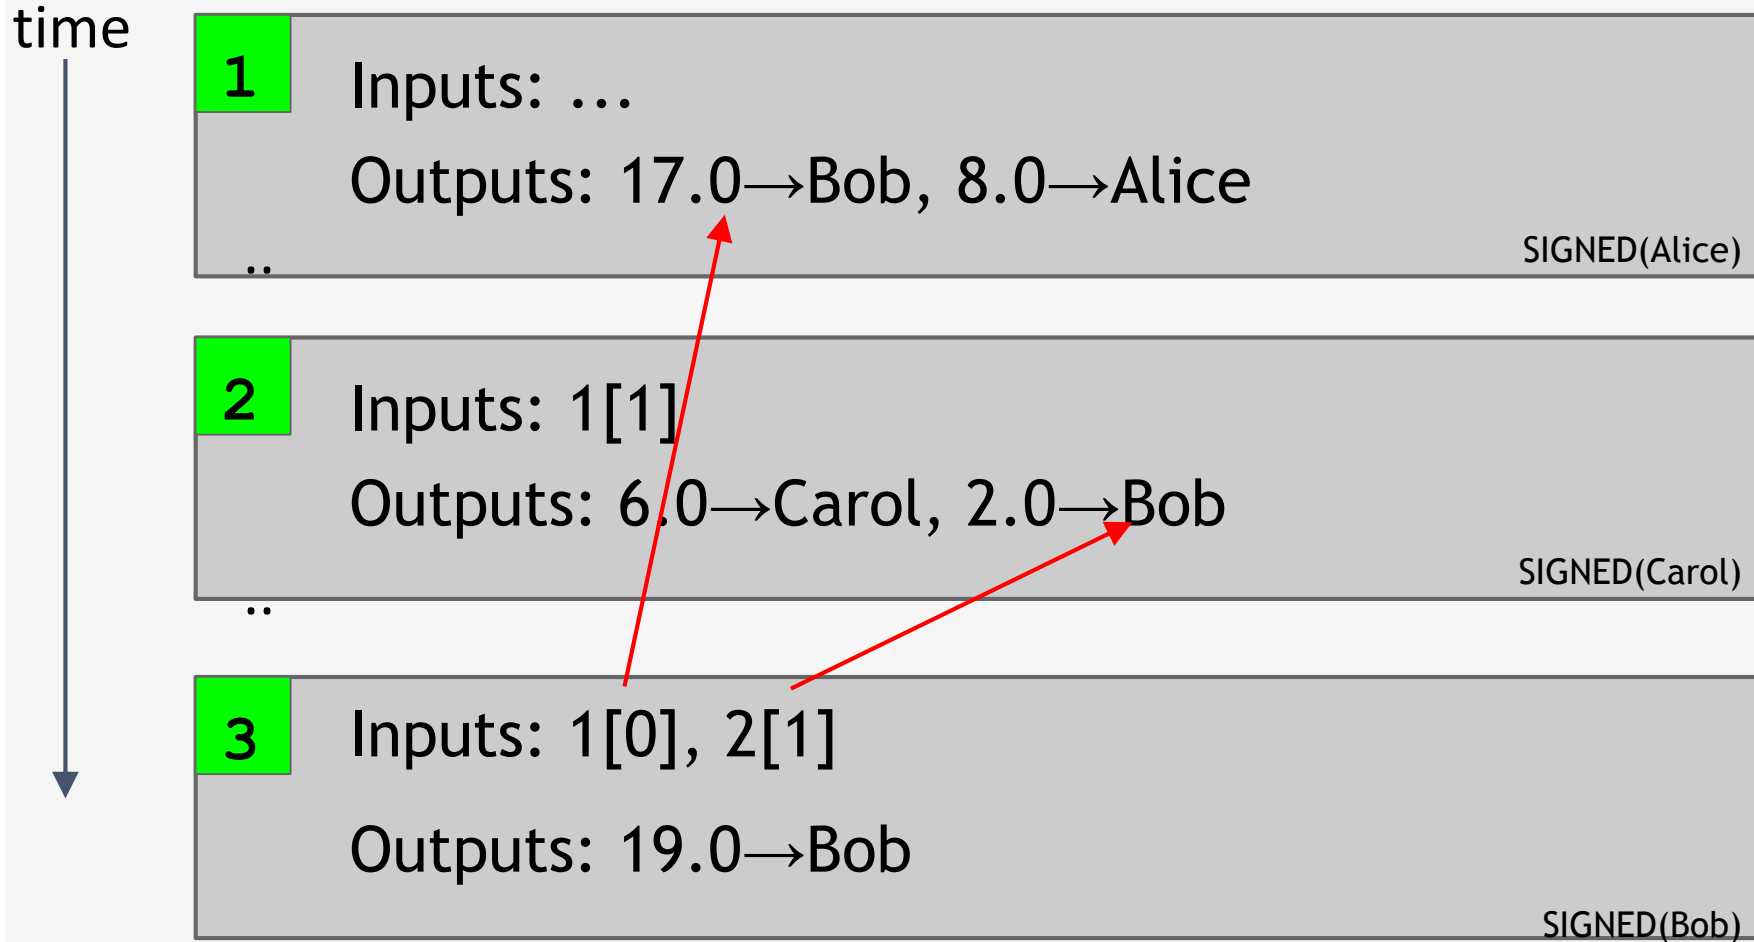 time
1
Inputs: ...
Outputs: 17.0→Bob, 8.0→Alice
SIGNED(Alice)
..
2
Inputs: 1[1]
Outputs: 6.0→Carol, 2.0→Bob
SIGNED(Carol)
..
3
Inputs: 1[0], 2[1]
Outputs: 19.0→Bob
SIGNED(Bob)